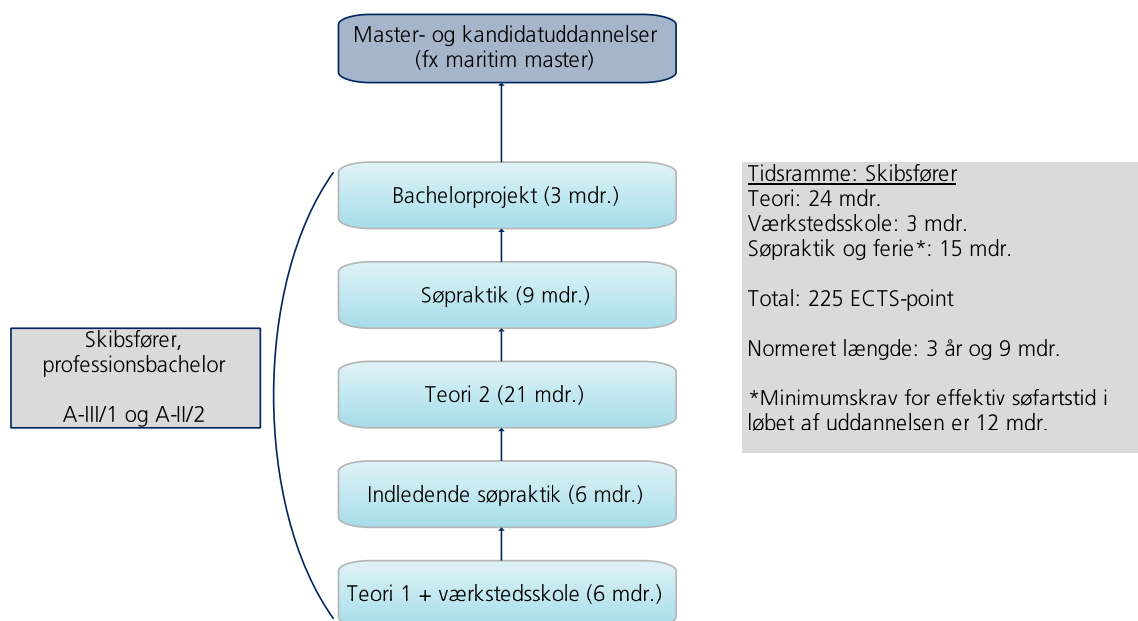 Master- og kandidatuddannelser
(fx maritim master)
Bachelorprojekt (3 mdr.)
Søpraktik (9 mdr.)
Teori 2 (21 mdr.)
Indledende søpraktik (6 mdr.)
Teori 1 + værkstedsskole (6 mdr.)
Skibsfører,
professionsbachelor
A-III/1 og A-II/2
Tidsramme: Skibsfører
Teori: 24 mdr.
Værkstedsskole: 3 mdr.
Søpraktik og ferie*: 15 mdr.
Total: 225 ECTS-point
Normeret længde: 3 år og 9 mdr.
*Minimumskrav for effektiv søfartstid i
løbet af uddannelsen er 12 mdr.